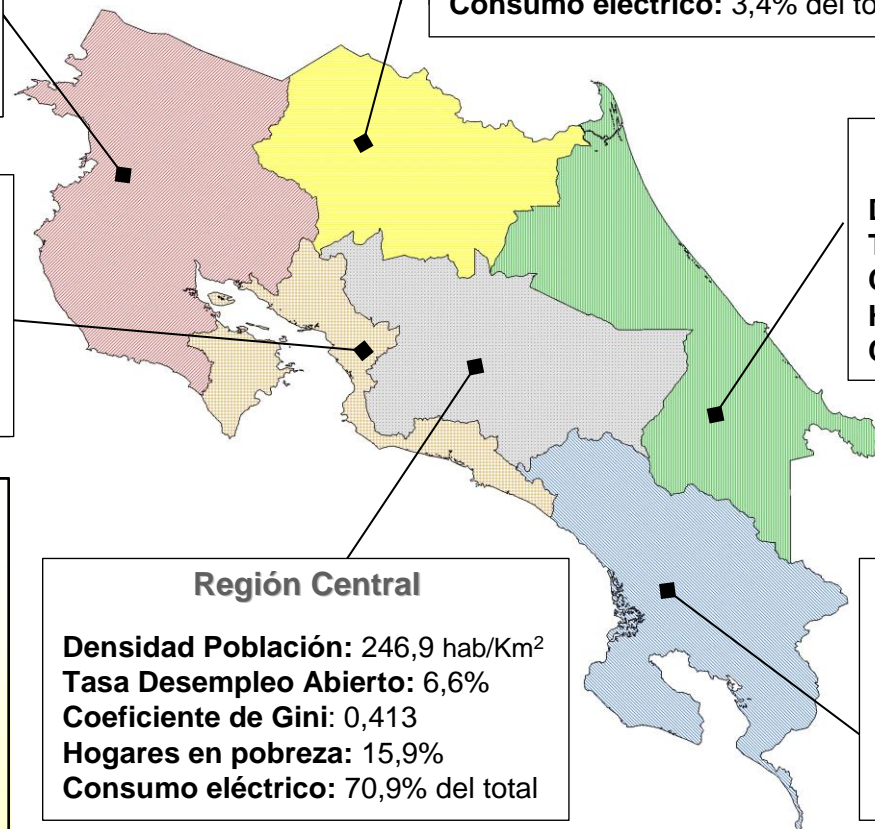 Consumo eléctrico: 3,4% del to
D
T
C
H
C
Región Central
Densidad Población: 246,9 hab/Km²
Tasa Desempleo Abierto: 6,6%
Coeficiente de Gini: 0,413
Hogares en pobreza: 15,9%
Consumo eléctrico: 70,9% del total